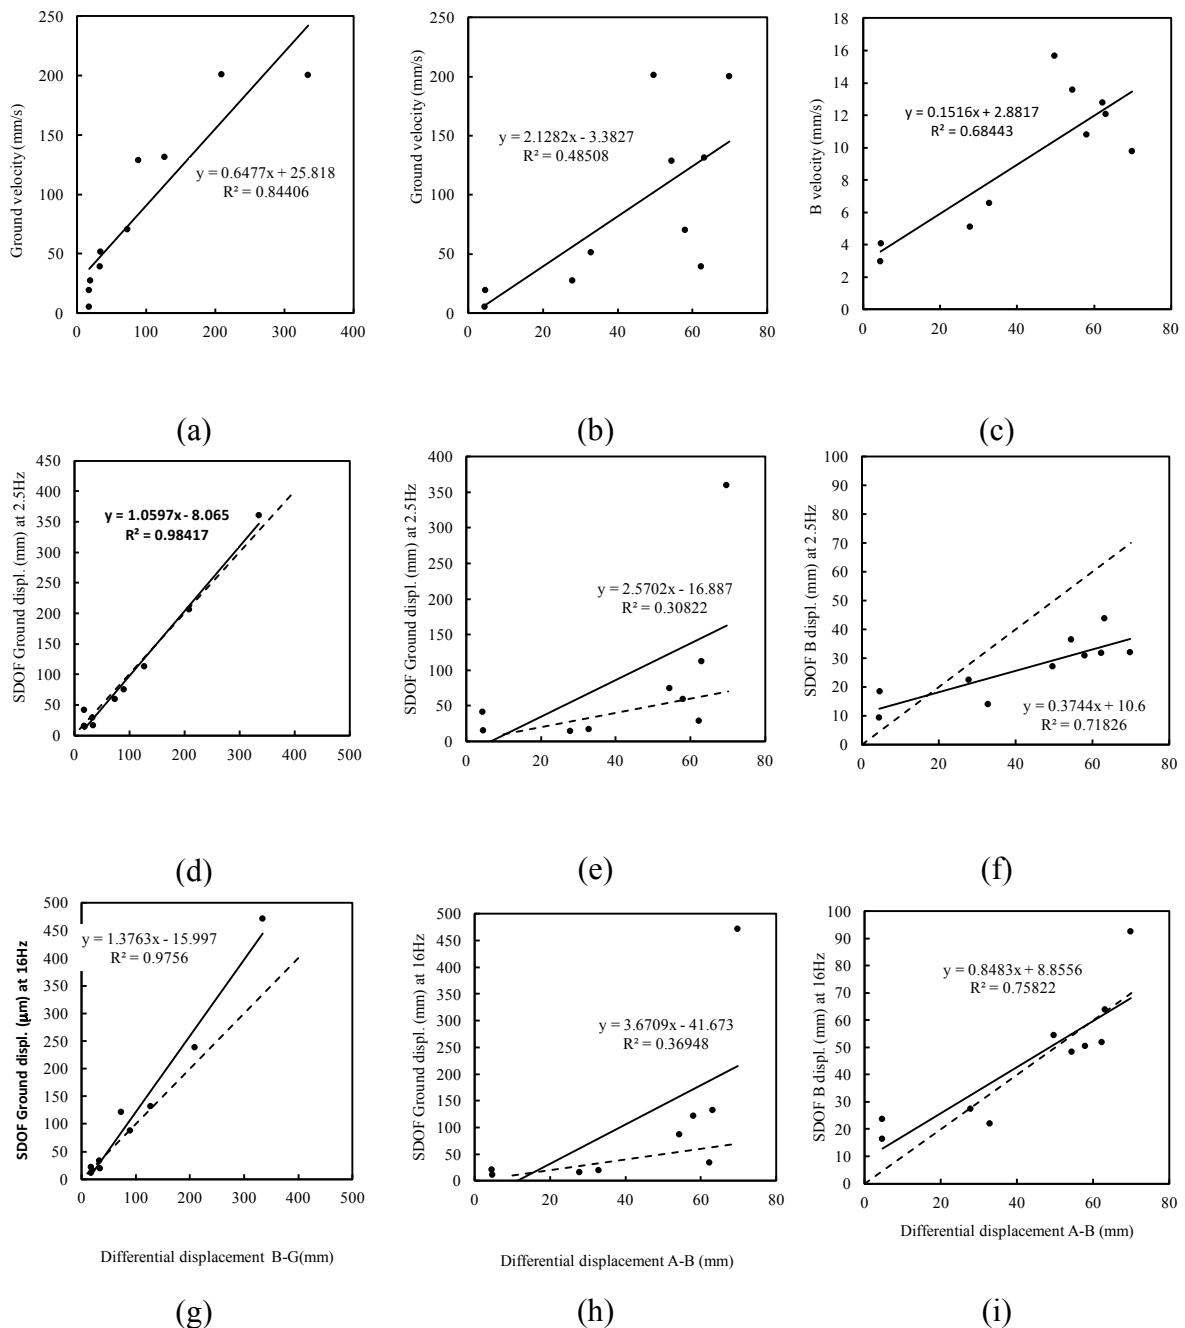 Ground velocity (mm/s)
250
200
150
100
50
0
0 100 200 300 400
y = 0.6477x + 25.818
R² = 0.84406
(a)
Ground velocity (mm/s)
250
200
150
100
50
0
0 20 40 60 80
y = 2.1282x - 3.3827
R² = 0.48508
(b)
B velocity (mm/s)
18
16
14
12
10
8
6
4
2
0
0 20 40 60 80
y = 0.1516x + 2.8817
R² = 0.68443
(c)
SDOF Ground displ. (mm) at 2.5Hz
450
400
350
300
250
200
150
100
50
0
0 100 200 300 400 500
y = 1.0597x - 8.065
R² = 0.98417
(d)
SDOF Ground displ. (mm) at 2.5Hz
400
350
300
250
200
150
100
50
0
0 20 40 60 80
y = 2.5702x - 16.887
R² = 0.30822
(e)
SDOF B displ. (mm) at 2.5Hz
100
90
80
70
60
50
40
30
20
10
0
0 20 40 60 80
y = 0.3744x + 10.6
R² = 0.71826
(f)
SDOF Ground displ. (µm) at 16Hz
500
450
400
350
300
250
200
150
100
50
0
0 100 200 300 400 500
y = 1.3763x - 15.997
R² = 0.9756
Differential displacement B-G(mm)
(g)
SDOF Ground displ. (mm) at 16Hz
500
450
400
350
300
250
200
150
100
50
0
0 20 40 60 80
y = 3.6709x - 41.673
R² = 0.36948
Differential displacement A-B (mm)
(h)
SDOF B displ. (mm) at 16Hz
100
90
80
70
60
50
40
30
20
10
0
0 20 40 60 80
y = 0.8483x + 8.8556
R² = 0.75822
Differential displacement A-B (mm)
(i)